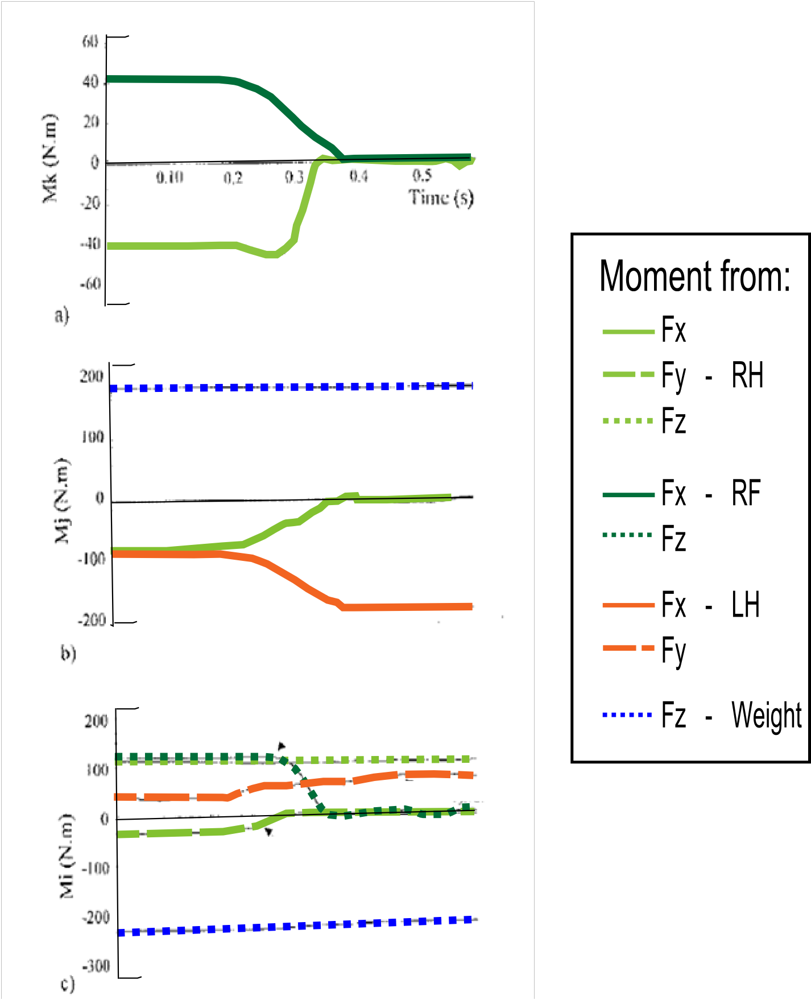 60
40
20
0
-20
-40
-60
Mk (N.m)
0.10 0,2 0.3 0.4 0.5
Time (s)
a)
200
100
0
-100
-200
Mj (N.m)
b)
200
100
0
-100
-200
-300
Mi (N.m)
c)
Moment from:
Fx
Fy - RH
Fz
Fx - RF
Fz
Fx - LH
Fy
Fz - Weight